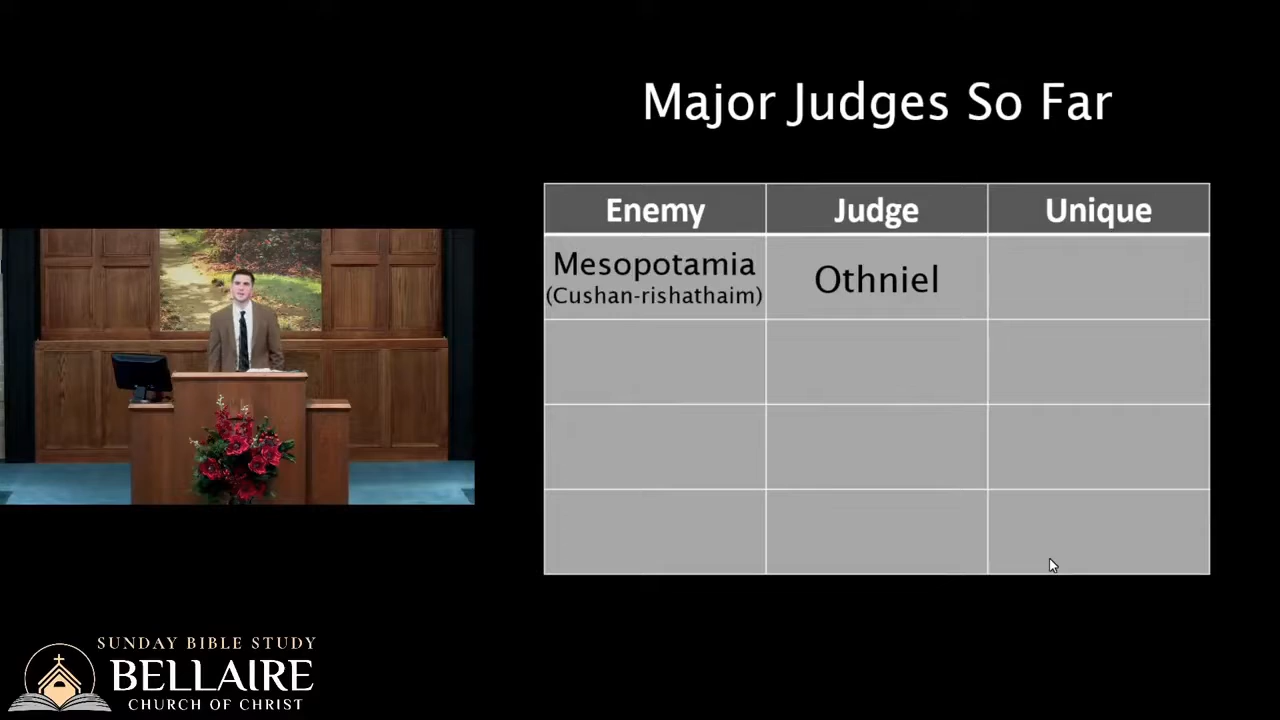 Major Judges So Far
Enemy Judge Unique
Mesopotamia
(Cushan-rishathaim)
Othniel
SUNDAY BIBLE STUDY
BELLAIRE
CHURCH OF CHRIST